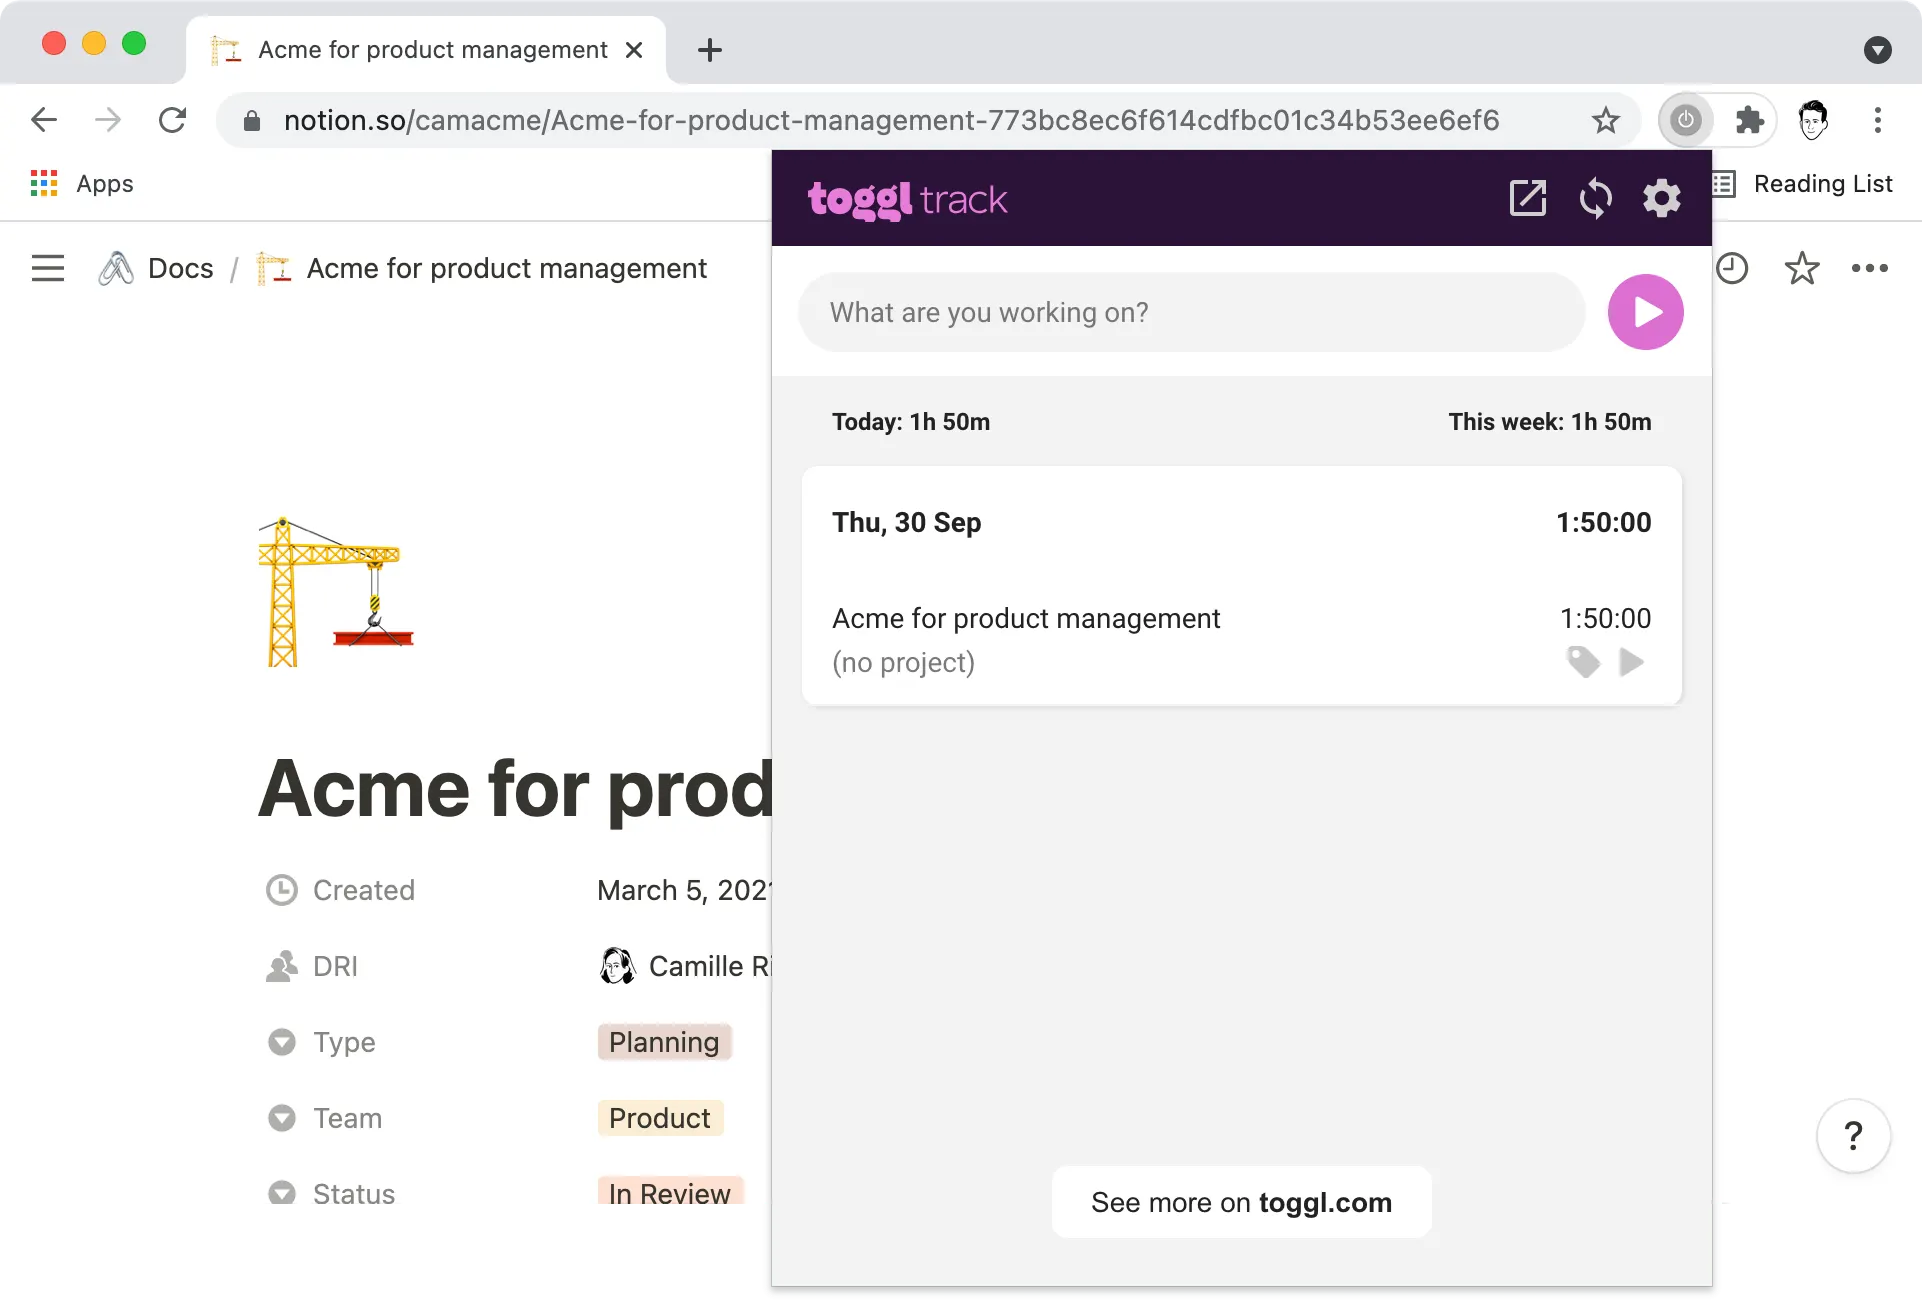 Acme for product management
notion.so/camacme/Acme-for-product-management-773bc8ec6f614cdfbc01c34b53ee6ef6
Apps
Reading List
Docs / Acme for product management
toggl track
What are you working on?
Today: 1h 50m
This week: 1h 50m
Thu, 30 Sep
1:50:00
Acme for product management
1:50:00
(no project)
See more on toggl.com
Acme for prod
Created
March 5, 2021
DRI
Camille Ri
Type
Planning
Team
Product
Status
In Review
?